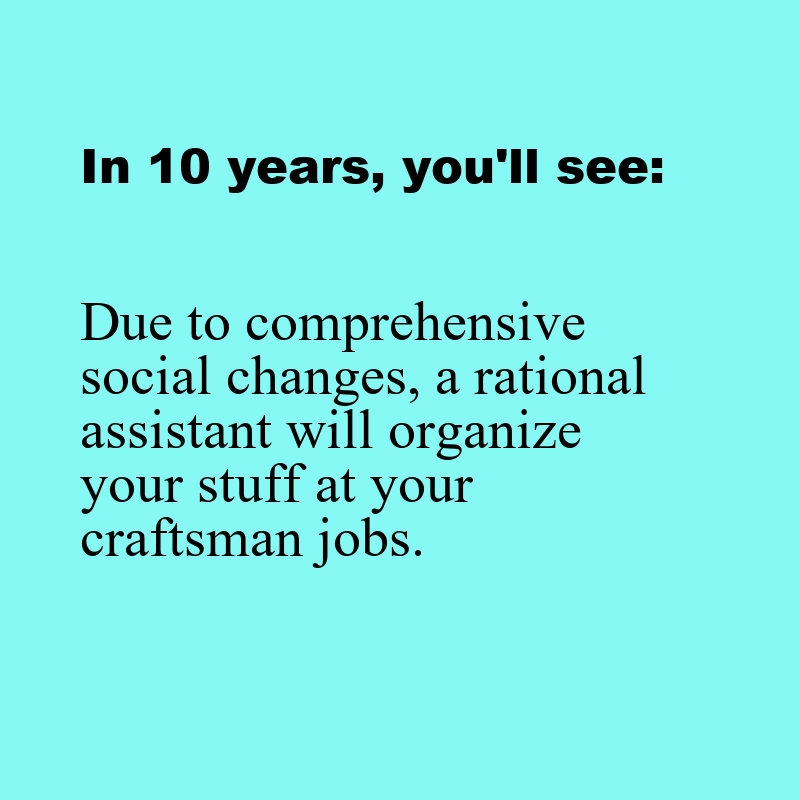 In 10 years, you'll see:
Due to comprehensive
social changes, a rational
assistant will organize
your stuff at your
craftsman jobs.